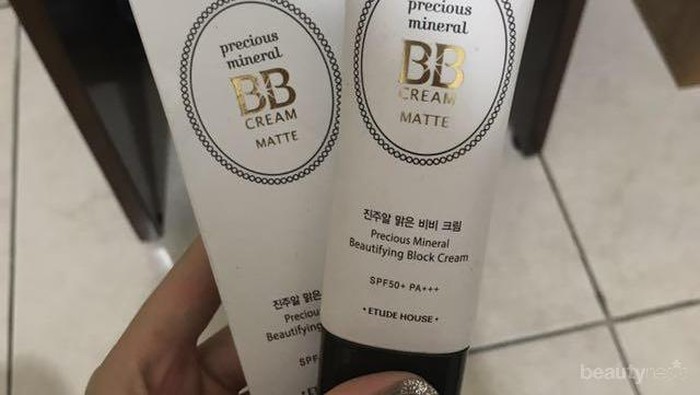 precious
mineral
BB
CREAM
MATTE
진주알 맑은
Precious
Beautifying
SPF
precious
mineral
BB
CREAM
MATTE
진주알 맑은 비비 크림
Precious Mineral
Beautifying Block Cream
SPF50+ PA+++
• ETUDE HOUSE •
beautynesia